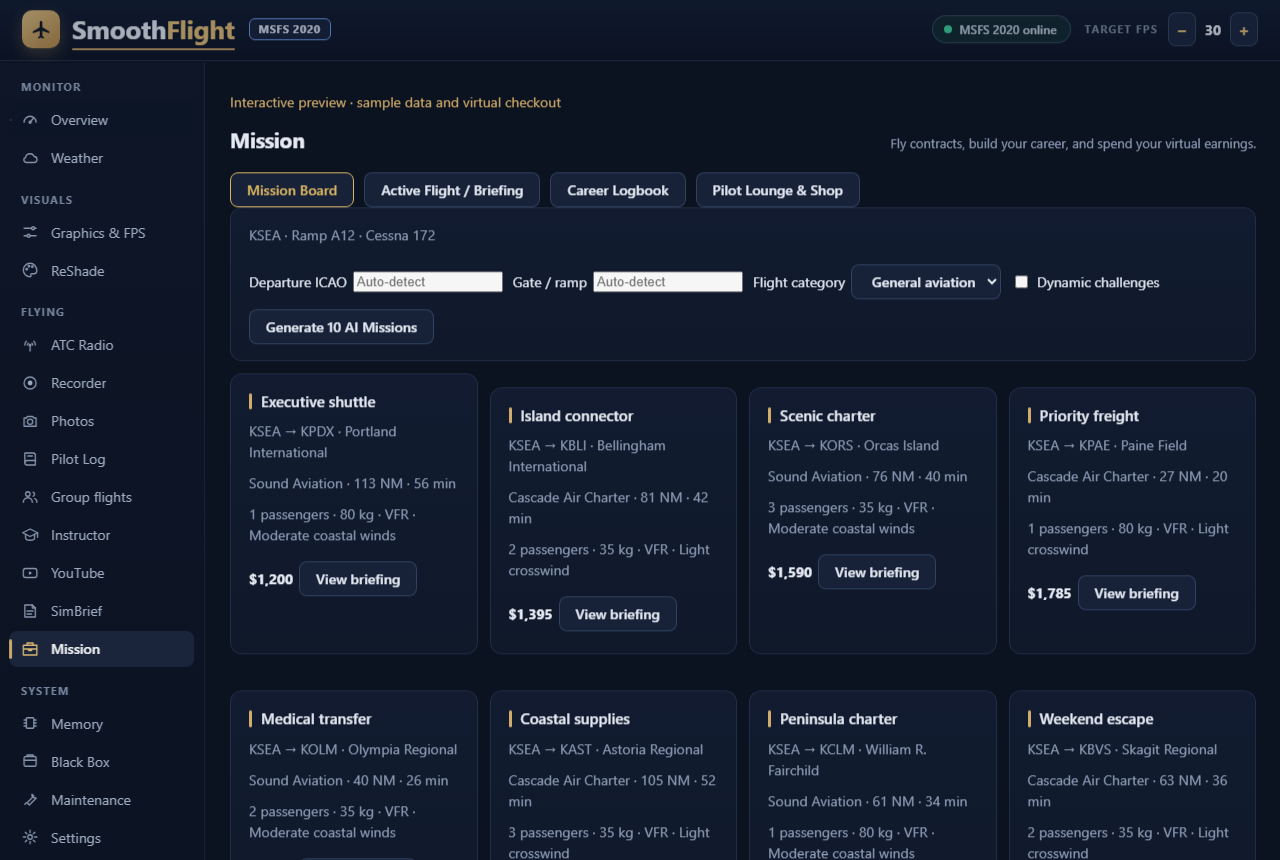 SmoothFlight MSFS 2020 MSFS 2020 online TARGET FPS − 30 +
MONITOR
Overview
Weather
VISUALS
Graphics & FPS
ReShade
FLYING
ATC Radio
Recorder
Photos
Pilot Log
Group flights
Instructor
YouTube
SimBrief
Mission
SYSTEM
Memory
Black Box
Maintenance
Settings
Interactive preview · sample data and virtual checkout
Mission
Fly contracts, build your career, and spend your virtual earnings.
Mission Board Active Flight / Briefing Career Logbook Pilot Lounge & Shop
KSEA · Ramp A12 · Cessna 172
Departure ICAO Auto-detect Gate / ramp Auto-detect Flight category General aviation Dynamic challenges
Generate 10 AI Missions
Executive shuttle
KSEA → KPDX · Portland
International
Sound Aviation · 113 NM · 56 min
1 passengers · 80 kg · VFR ·
Moderate coastal winds
$1,200 View briefing
Island connector
KSEA → KBLI · Bellingham
International
Cascade Air Charter · 81 NM · 42
min
2 passengers · 35 kg · VFR · Light
crosswind
$1,395 View briefing
Scenic charter
KSEA → KORS · Orcas Island
Sound Aviation · 76 NM · 40 min
3 passengers · 35 kg · VFR ·
Moderate coastal winds
$1,590 View briefing
Priority freight
KSEA → KPAE · Paine Field
Cascade Air Charter · 27 NM · 20
min
1 passengers · 80 kg · VFR · Light
crosswind
$1,785 View briefing
Medical transfer
KSEA → KOLM · Olympia Regional
Sound Aviation · 40 NM · 26 min
2 passengers · 35 kg · VFR ·
Moderate coastal winds
Coastal supplies
KSEA → KAST · Astoria Regional
Cascade Air Charter · 105 NM · 52
min
3 passengers · 35 kg · VFR · Light
crosswind
Peninsula charter
KSEA → KCLM · William R.
Fairchild
Sound Aviation · 61 NM · 34 min
1 passengers · 80 kg · VFR ·
Moderate coastal winds
Weekend escape
KSEA → KBVS · Skagit Regional
Cascade Air Charter · 63 NM · 36
min
2 passengers · 35 kg · VFR · Light
crosswind